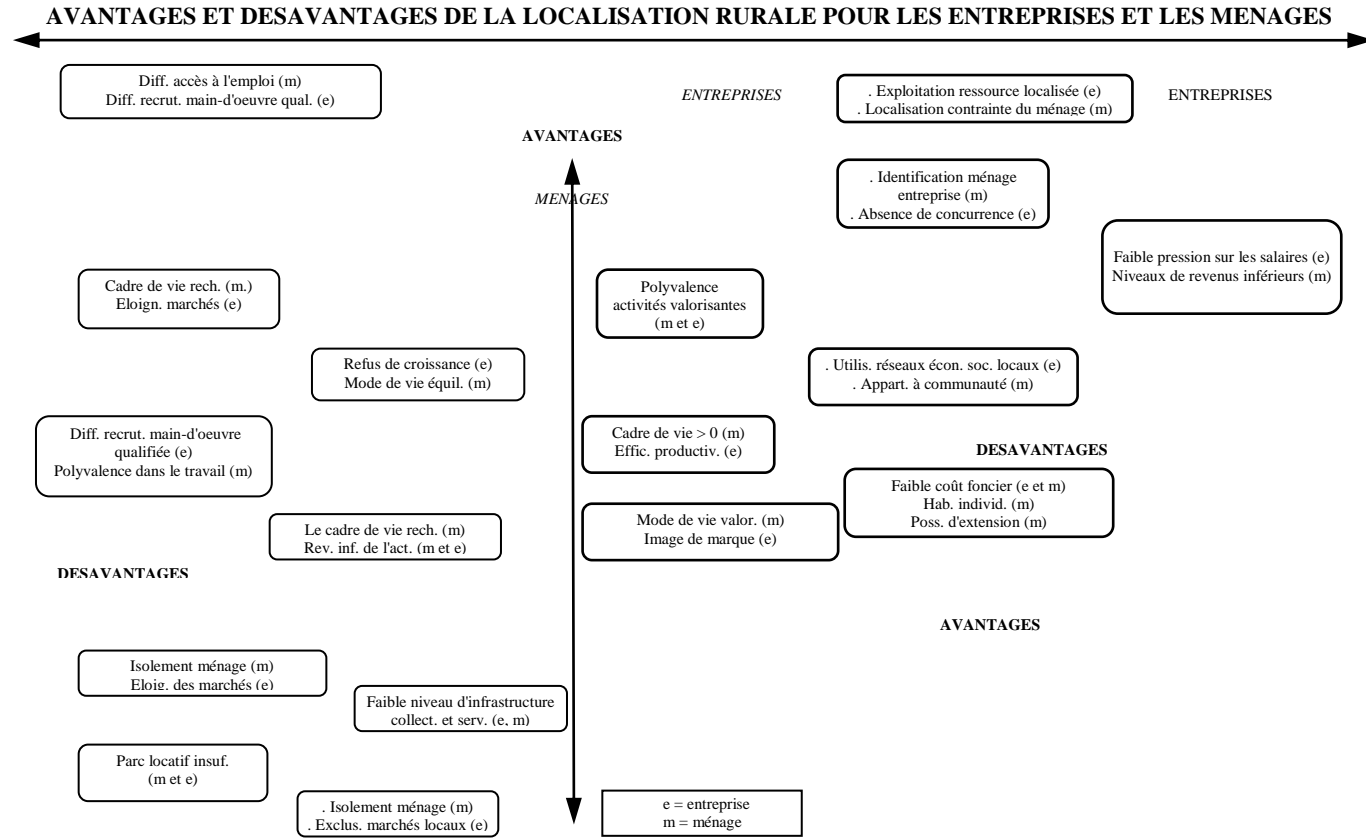 AVANTAGES ET DESAVANTAGES DE LA LOCALISATION RURALE POUR LES ENTREPRISES ET LES MENAGES
Diff. accès à l'emploi (m)
Diff. recrut. main-d'oeuvre qual. (e)
ENTREPRISES
. Exploitation ressource localisée (e)
. Localisation contrainte du ménage (m)
ENTREPRISES
AVANTAGES
MENAGES
. Identification ménage
entreprise (m)
. Absence de concurrence (e)
Faible pression sur les salaires (e)
Niveaux de revenus inférieurs (m)
Cadre de vie rech. (m.)
Eloign. marchés (e)
Polyvalence
activités valorisantes
(m et e)
Refus de croissance (e)
Mode de vie équil. (m)
. Utilis. réseaux écon. soc. locaux (e)
. Appart. à communauté (m)
Diff. recrut. main-d'oeuvre
qualifiée (e)
Polyvalence dans le travail (m)
Cadre de vie > 0 (m)
Effic. productiv. (e)
DESAVANTAGES
Faible coût foncier (e et m)
Hab. individ. (m)
Poss. d'extension (m)
Le cadre de vie rech. (m)
Rev. inf. de l'act. (m et e)
Mode de vie valor. (m)
Image de marque (e)
DESAVANTAGES
AVANTAGES
Isolement ménage (m)
Eloig. des marchés (e)
Faible niveau d'infrastructure
collect. et serv. (e, m)
Parc locatif insuf.
(m et e)
. Isolement ménage (m)
. Exclus. marchés locaux (e)
e = entreprise
m = ménage